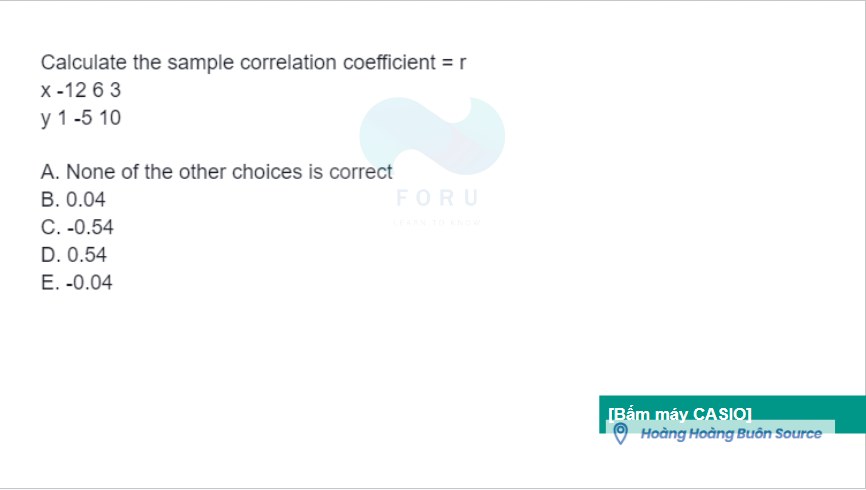 Calculate the sample correlation coefficient = r
x -12 6 3
y 1 -5 10
A. None of the other choices is correct
B. 0.04
C. -0.54
D. 0.54
E. -0.04
FORU
[Bấm máy CASIO]
Hoàng Hoàng Buôn Source